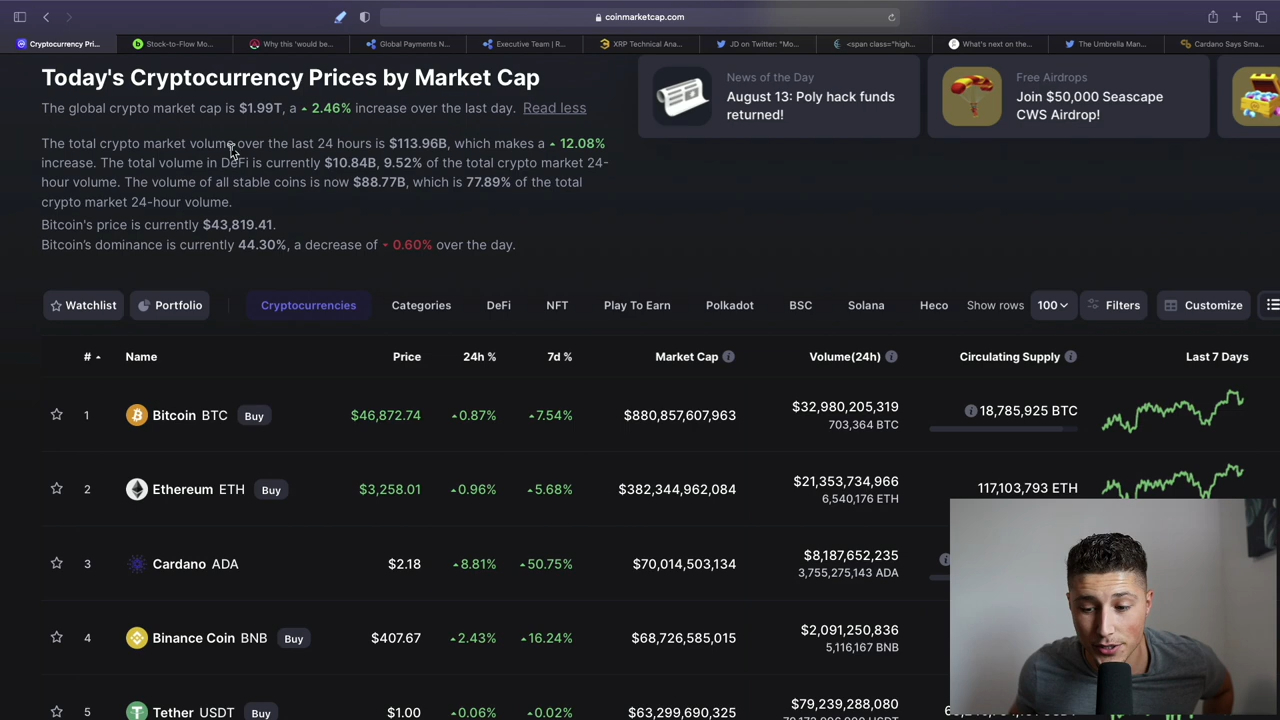 coinmarketcap.com
Cryptocurrency Pri...
Stock-to-Flow Mo...
Why this 'would be...
Global Payments N...
Executive Team | R...
XRP Technical Ana...
JD on Twitter: "Mo...
<span class="high...
What's next on the...
The Umbrella Man...
Cardano Says Sma...
Today's Cryptocurrency Prices by Market Cap
The global crypto market cap is $1.99T, a 2.46% increase over the last day. Read less
The total crypto market volume over the last 24 hours is $113.96B, which makes a 12.08%
increase. The total volume in DeFi is currently $10.84B, 9.52% of the total crypto market 24-
hour volume. The volume of all stable coins is now $88.77B, which is 77.89% of the total
crypto market 24-hour volume.
Bitcoin's price is currently $43,819.41.
Bitcoin's dominance is currently 44.30%, a decrease of 0.60% over the day.
News of the Day
August 13: Poly hack funds
returned!
Free Airdrops
Join $50,000 Seascape
CWS Airdrop!
Watchlist Portfolio Cryptocurrencies Categories DeFi NFT Play To Earn Polkadot BSC Solana Heco Show rows 100 Filters Customize
# Name Price 24h % 7d % Market Cap Volume(24h) Circulating Supply Last 7 Days
1 Bitcoin BTC Buy $46,872.74 0.87% 7.54% $880,857,607,963 $32,980,205,319 18,785,925 BTC
703,364 BTC
2 Ethereum ETH Buy $3,258.01 0.96% 5.68% $382,344,962,084 $21,353,734,966 117,103,793 ETH
6,540,176 ETH
3 Cardano ADA $2.18 8.81% 50.75% $70,014,503,134 $8,187,652,235
3,755,275,143 ADA
4 Binance Coin BNB Buy $407.67 2.43% 16.24% $68,726,585,015 $2,091,250,836
5,116,167 BNB
5 Tether USDT Buy $1.00 0.06% 0.02% $63,299,690,325 $79,239,288,080